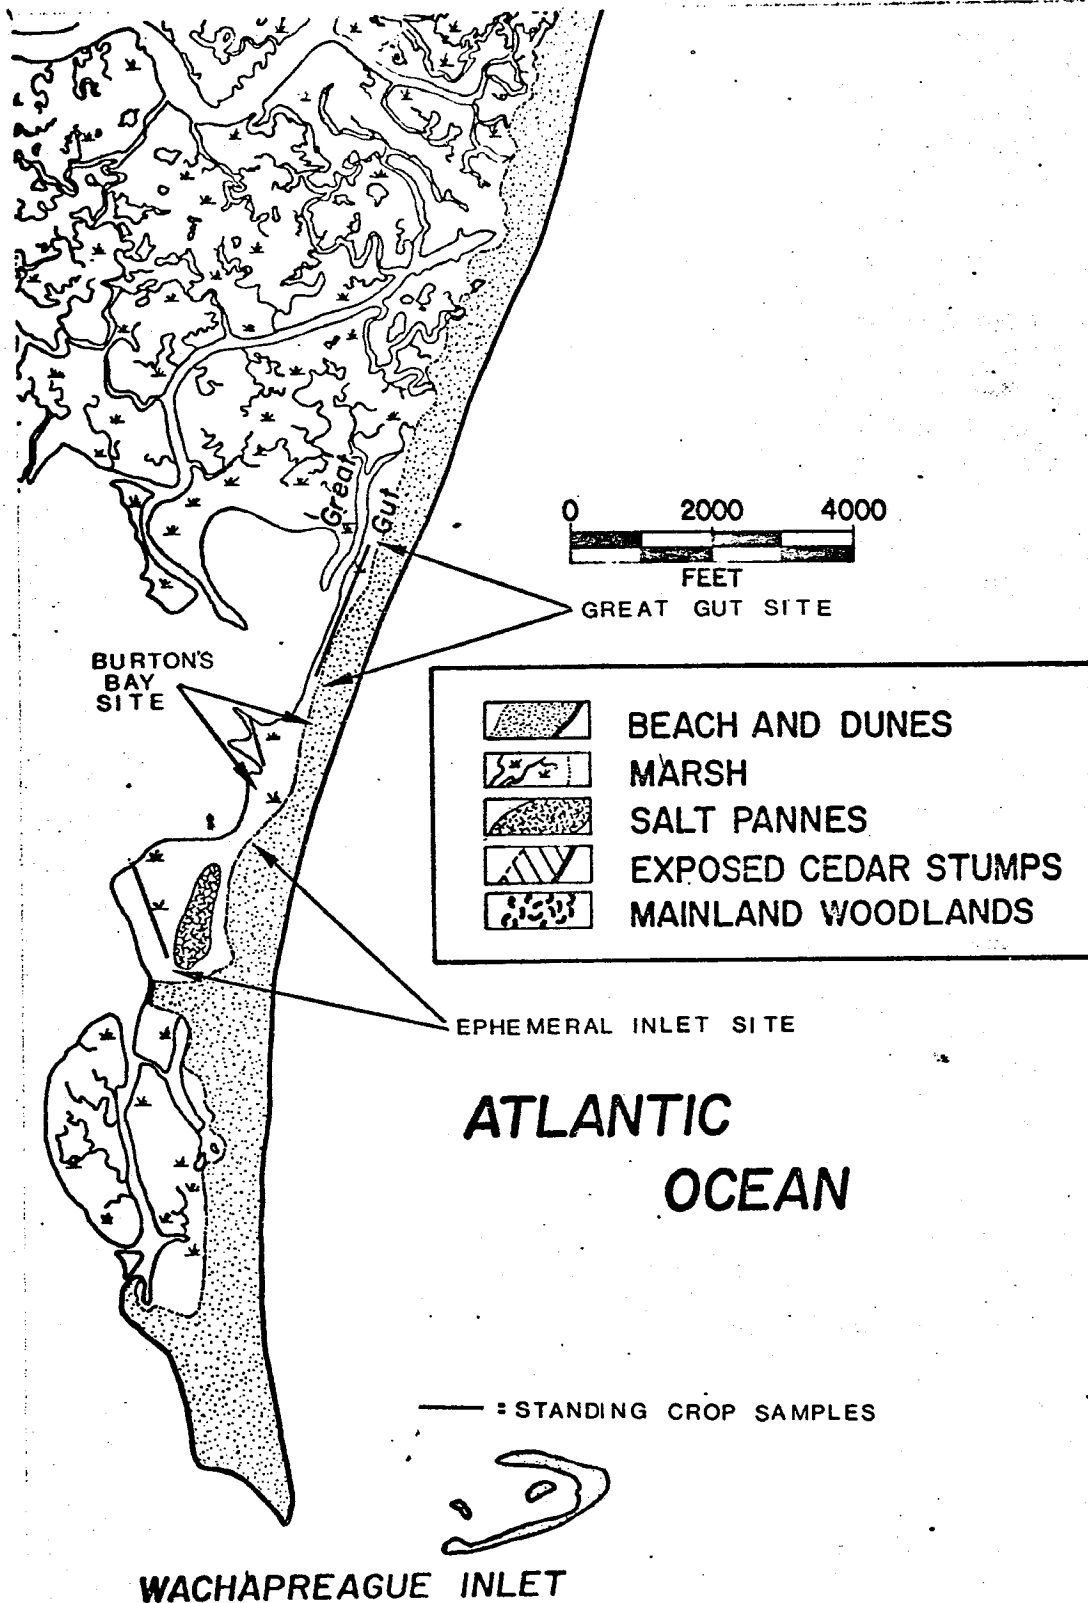 Great
Gut
0 2000 4000
FEET
GREAT GUT SITE
BURTON'S
BAY
SITE
BEACH AND DUNES
MARSH
SALT PANNES
EXPOSED CEDAR STUMPS
MAINLAND WOODLANDS
EPHEMERAL INLET SITE
ATLANTIC
OCEAN
= STANDING CROP SAMPLES
WACHAPREAGUE INLET